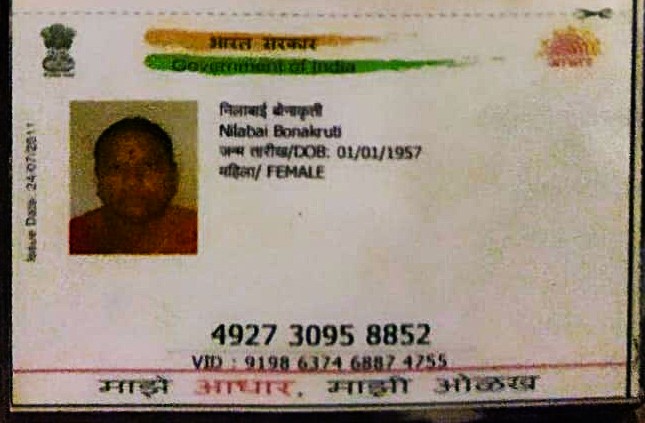 भारत सरकार
Government of India
निलाबाई बोनाकृती
Nilabai Bonakruti
जन्म तारीख/DOB: 01/01/1957
महिला/ FEMALE
Issue Date: 24/07/2011
4927 3095 8852
VID : 9198 6374 6887 4755
माझे आधार, माझी ओळख